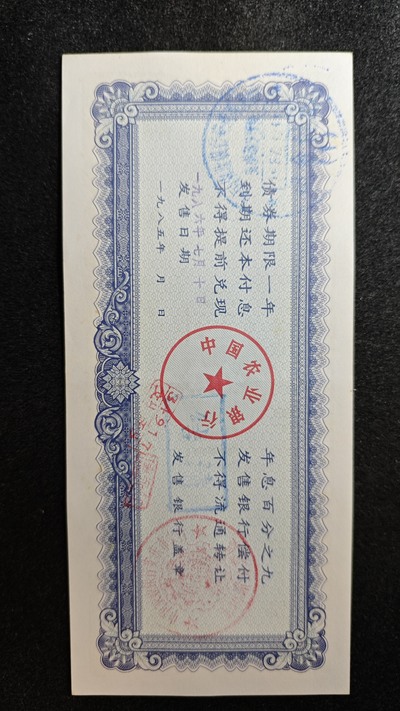 债券期限一年 年息百分之九
到期还本付息 发售银行偿付
不得提前兑现 不得流通转让
一九八六年七月十日
发售日期 发售银行盖章
一九八五年 月 日
中国农业银行